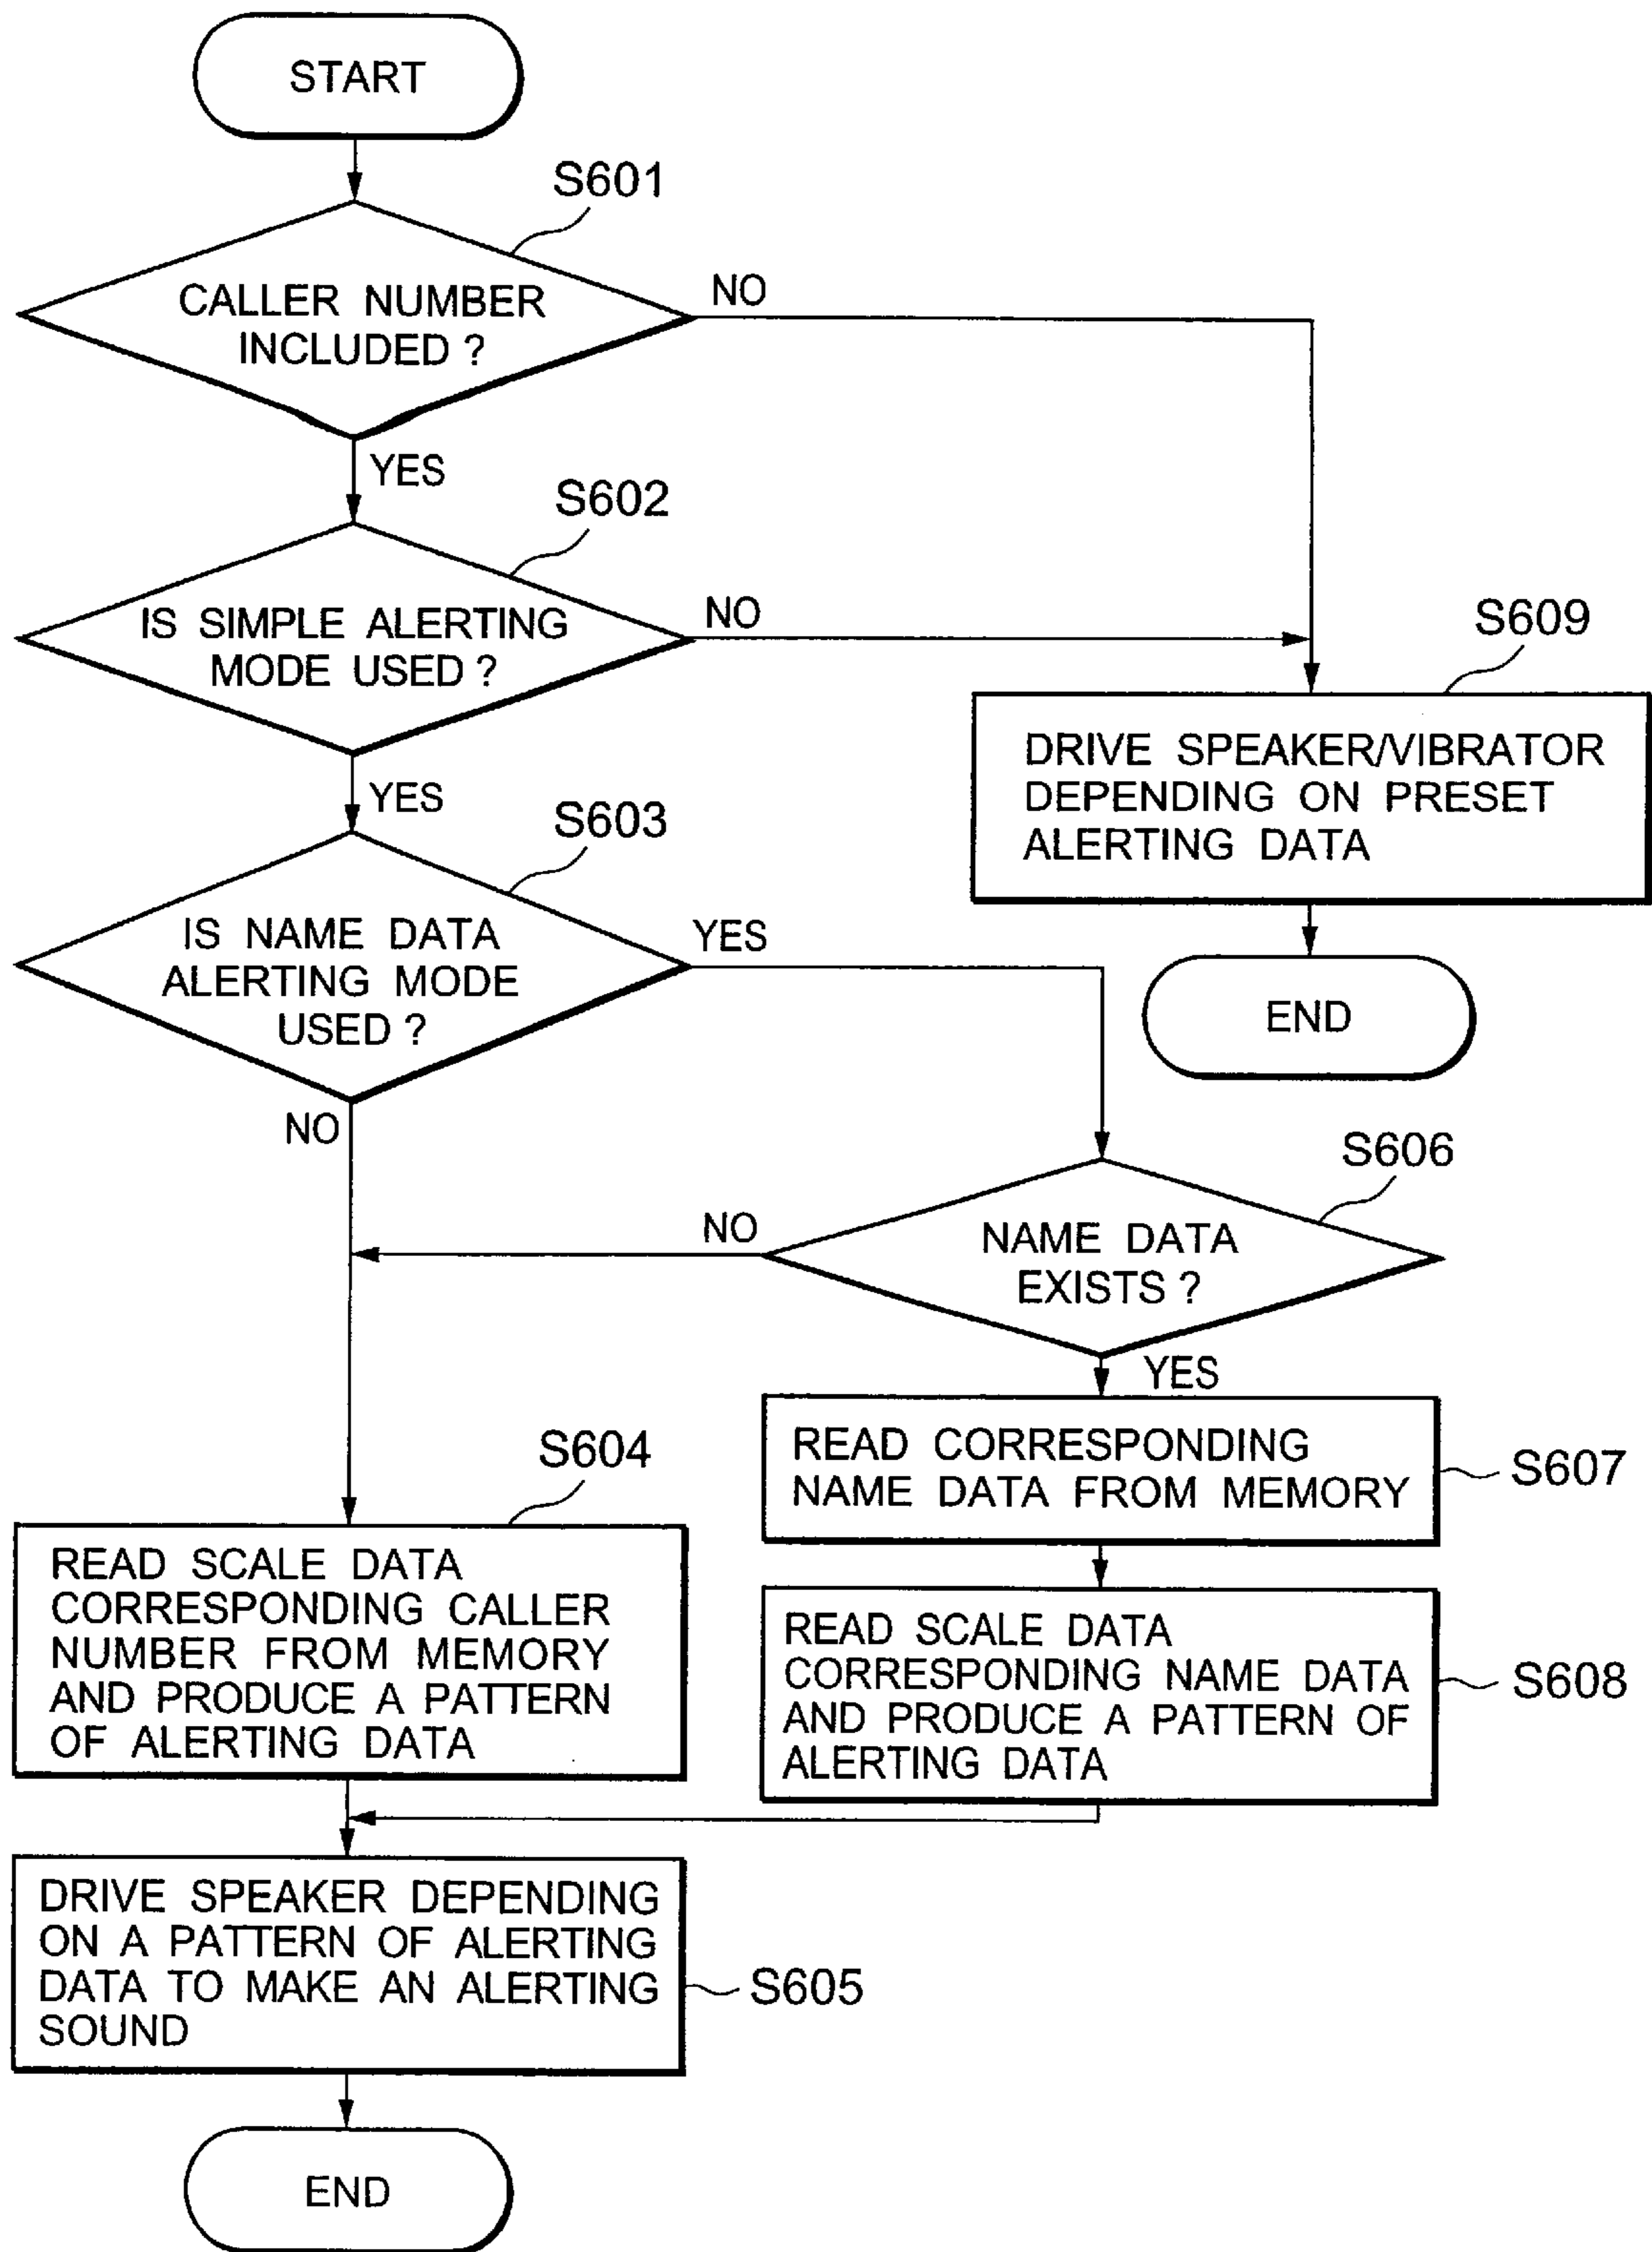 START
S601
CALLER NUMBER
INCLUDED ?
NO
YES
S602
IS SIMPLE ALERTING
MODE USED ?
NO
YES
S609
DRIVE SPEAKER/VIBRATOR
DEPENDING ON PRESET
ALERTING DATA
END
S603
IS NAME DATA
ALERTING MODE
USED ?
YES
NO
S606
NAME DATA
EXISTS ?
NO
YES
READ CORRESPONDING
NAME DATA FROM MEMORY
S607
S604
READ SCALE DATA
CORRESPONDING CALLER
NUMBER FROM MEMORY
AND PRODUCE A PATTERN
OF ALERTING DATA
READ SCALE DATA
CORRESPONDING NAME DATA
AND PRODUCE A PATTERN OF
ALERTING DATA
S608
DRIVE SPEAKER DEPENDING
ON A PATTERN OF ALERTING
DATA TO MAKE AN ALERTING
SOUND
S605
END